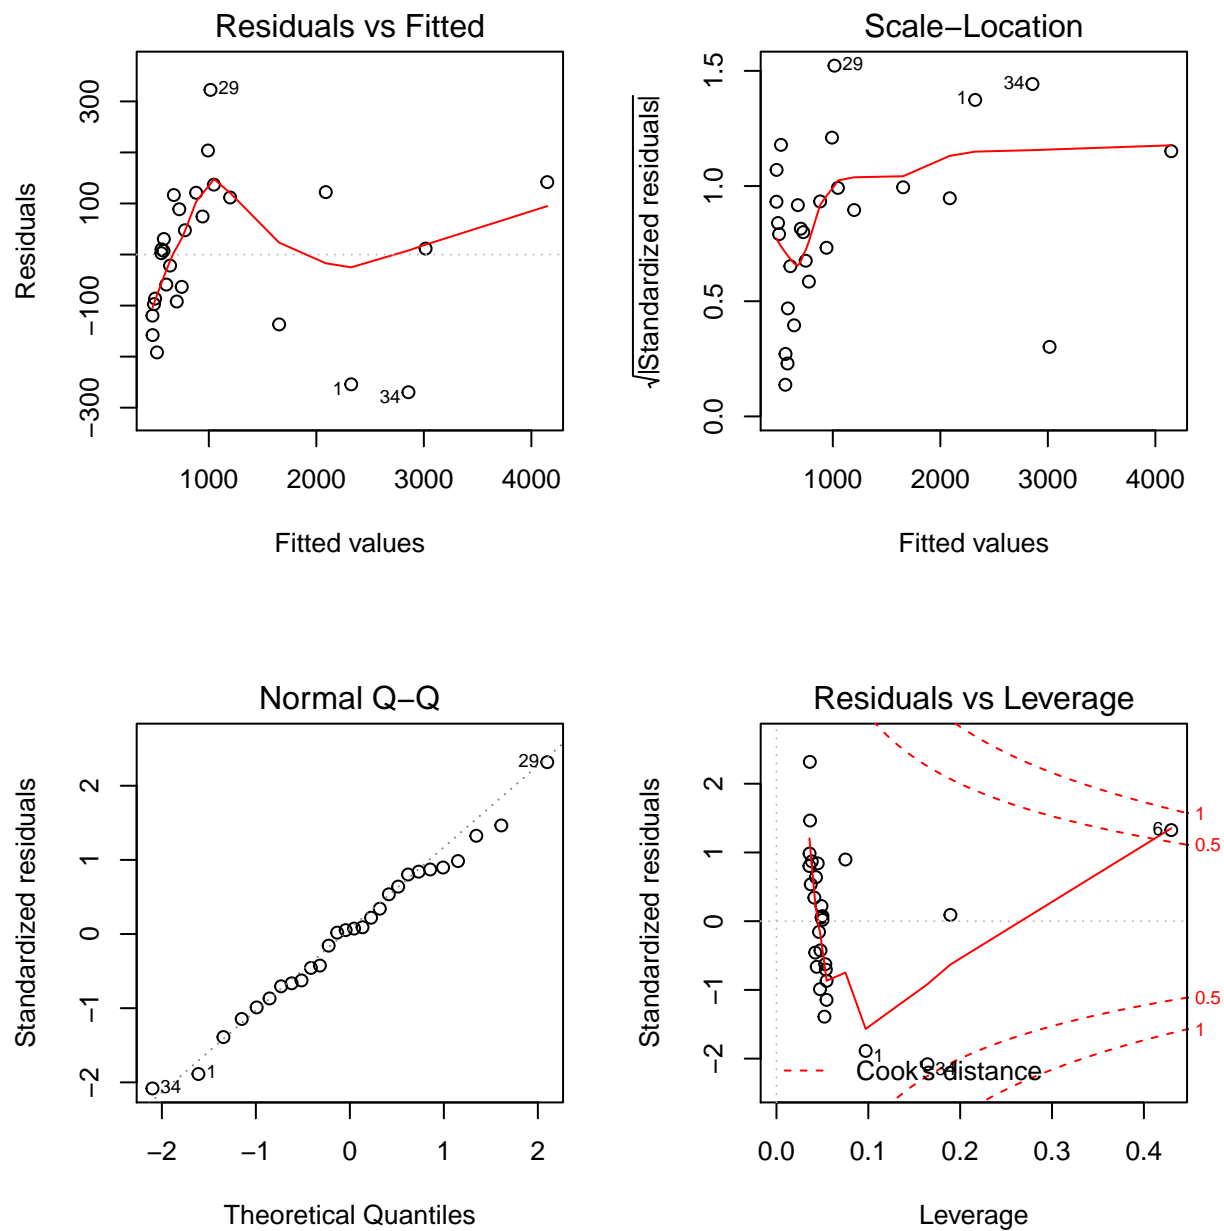 Residuals vs Fitted
Residuals
300
100
−100
−300
29
1
34
1000 2000 3000 4000
Fitted values
Scale−Location
√|Standardized residuals|
1.5
1.0
0.5
0.0
29
34
1
1000 2000 3000 4000
Fitted values
Normal Q−Q
Standardized residuals
2
1
0
−1
−2
29
1
34
−2 −1 0 1 2
Theoretical Quantiles
Residuals vs Leverage
Standardized residuals
2
1
0
−1
−2
6
1
0.5
0.5
1
1
34
Cook's distance
0.0 0.1 0.2 0.3 0.4
Leverage